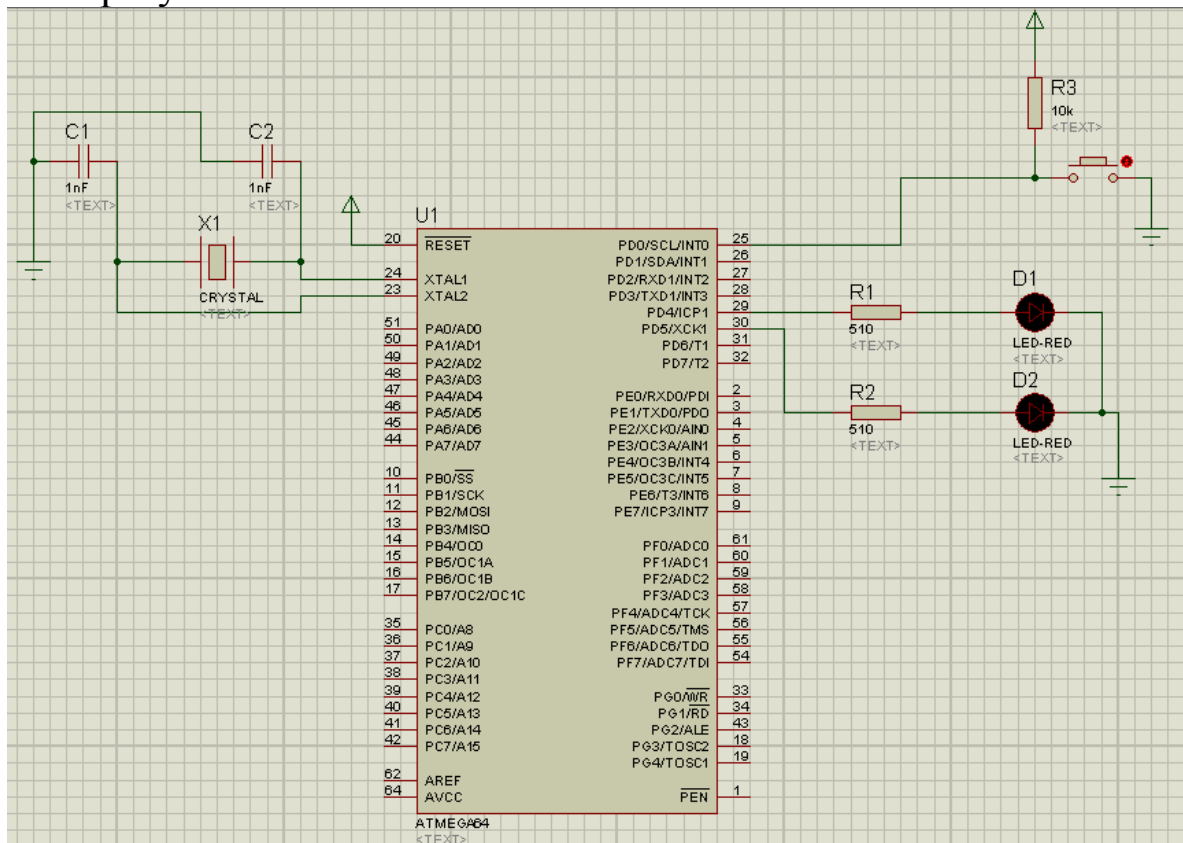 R3
10k
<TEXT>
C1
1nF
<TEXT>
C2
1nF
<TEXT>
X1
CRYSTAL
<TEXT>
U1
20 RESET
24 XTAL1
23 XTAL2
51 PA0/AD0
50 PA1/AD1
49 PA2/AD2
48 PA3/AD3
47 PA4/AD4
46 PA5/AD5
45 PA6/AD6
44 PA7/AD7
10 PB0/SS
11 PB1/SCK
12 PB2/MOSI
13 PB3/MISO
14 PB4/OC0
15 PB5/OC1A
16 PB6/OC1B
17 PB7/OC2/OC1C
35 PC0/A8
36 PC1/A9
37 PC2/A10
38 PC3/A11
39 PC4/A12
40 PC5/A13
41 PC6/A14
42 PC7/A15
62 AREF
64 AVCC
PD0/SCL/INT0 25
PD1/SDA/INT1 26
PD2/RXD1/INT2 27
PD3/TXD1/INT3 28
PD4/ICP1 29
PD5/XCK1 30
PD6/T1 31
PD7/T2 32
PE0/RXD0/PDI 2
PE1/TXD0/PDO 3
PE2/XCK0/AIN0 4
PE3/OC3A/AIN1 5
PE4/OC3B/INT4 6
PE5/OC3C/INT5 7
PE6/T3/INT6 8
PE7/ICP3/INT7 9
PF0/ADC0 61
PF1/ADC1 60
PF2/ADC2 59
PF3/ADC3 58
PF4/ADC4/TCK 57
PF5/ADC5/TMS 56
PF6/ADC6/TDO 55
PF7/ADC7/TDI 54
PG0/WR 33
PG1/RD 34
PG2/ALE 43
PG3/TOSC2 18
PG4/TOSC1 19
PEN 1
ATMEGA64
<TEXT>
R1
510
<TEXT>
D1
LED-RED
<TEXT>
R2
510
<TEXT>
D2
LED-RED
<TEXT>